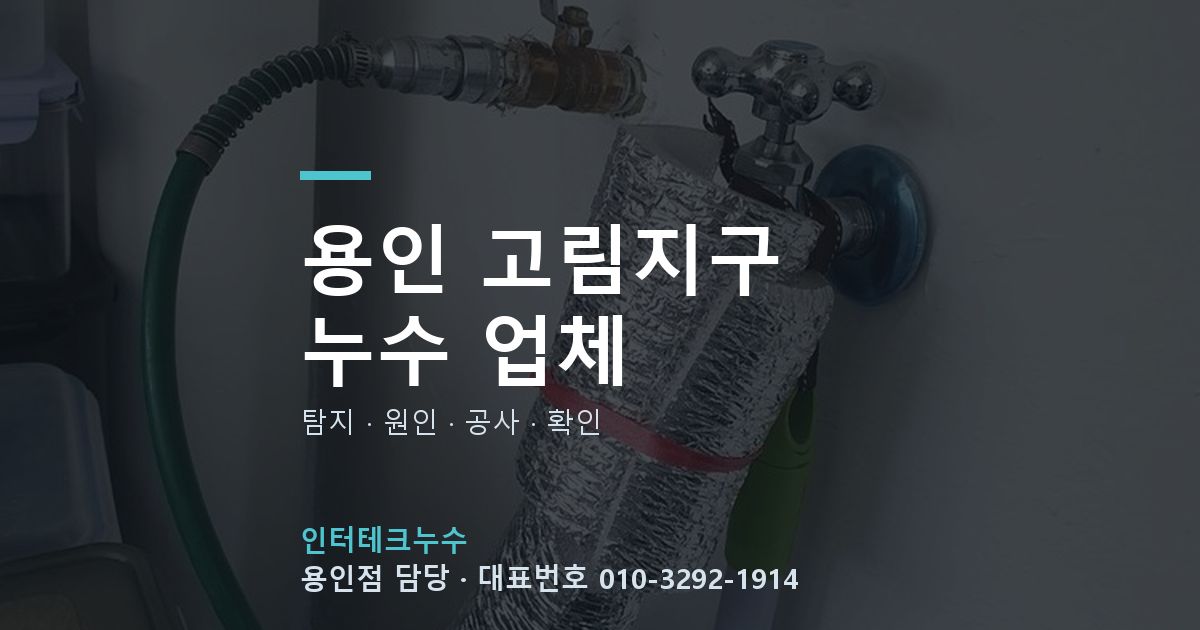 용인 고림지구
누수 업체
탐지 · 원인 · 공사 · 확인
인터테크누수
용인점 담당 · 대표번호 010-3292-1914